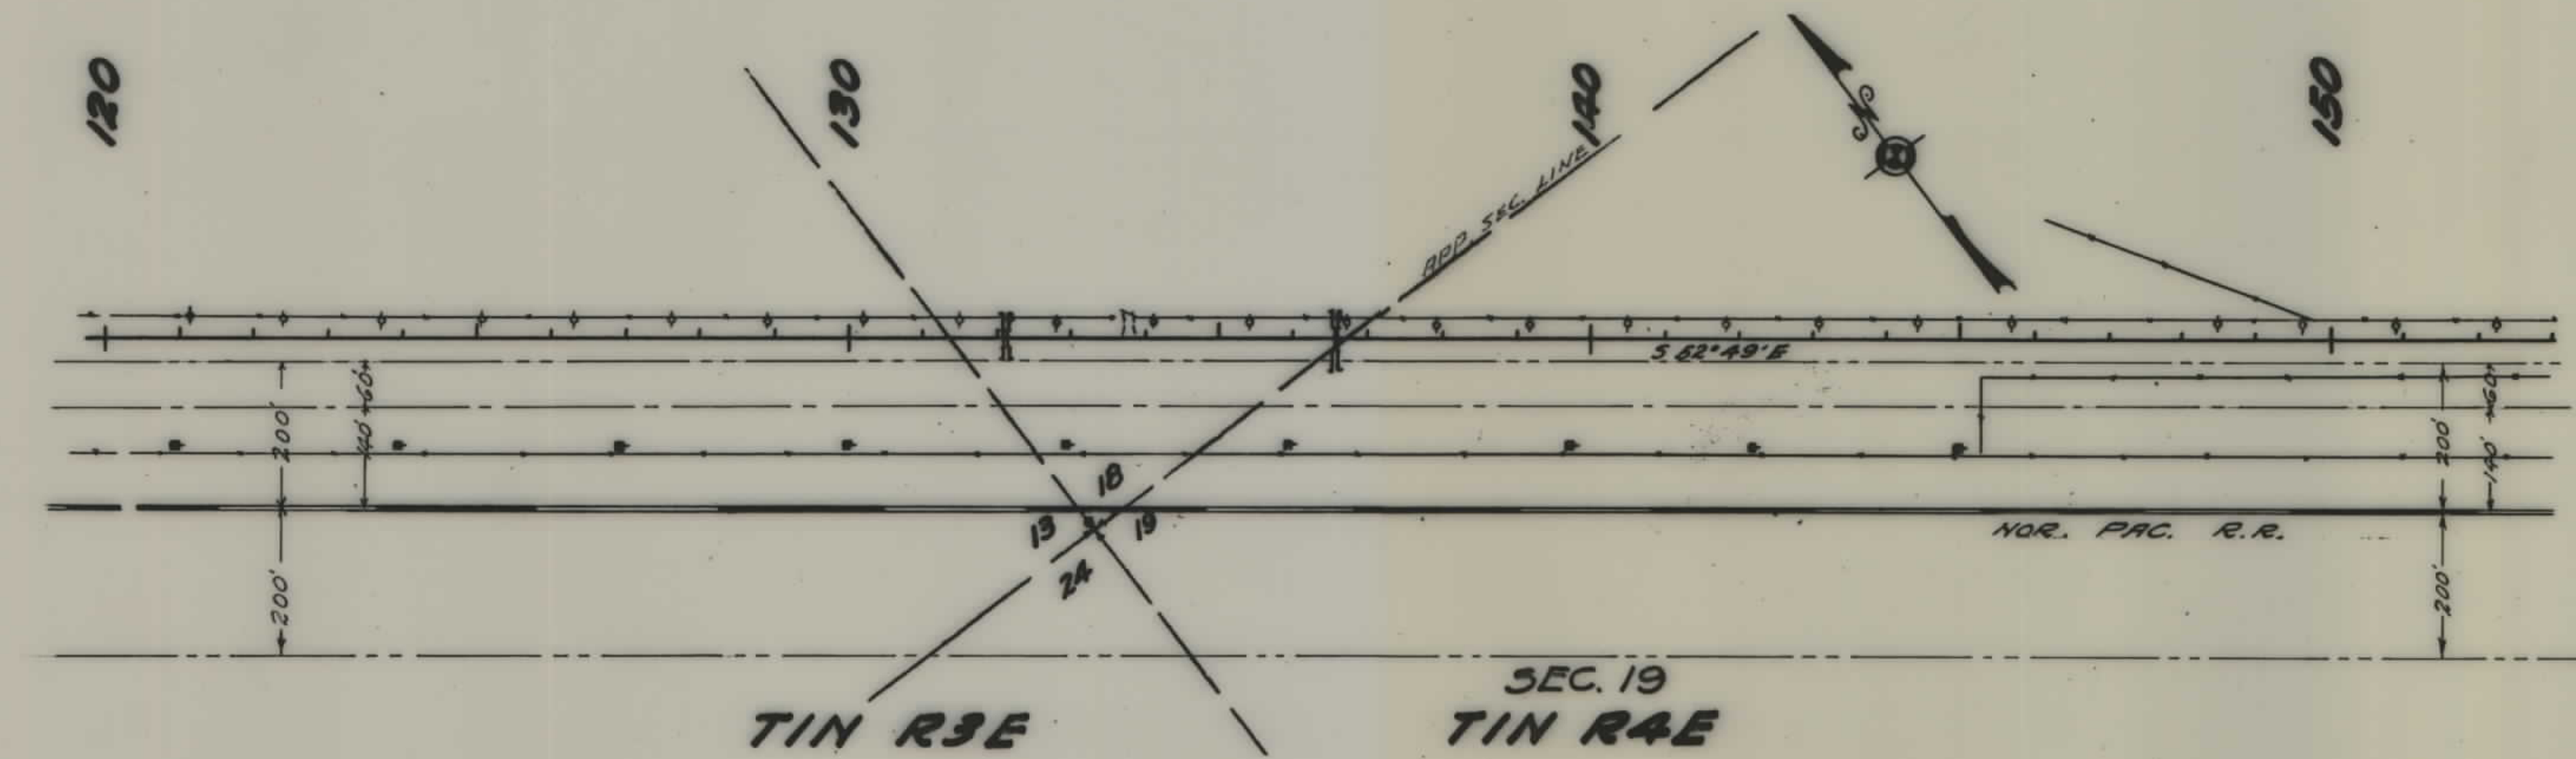 120
130
140
150
N
APP. SEC. LINE
S 52° 49' E
200'
140'
60'
60'
200'
140'
18
13
19
24
NOR. PAC. R.R.
200'
200'
SEC. 19
T1N R3E
T1N R4E